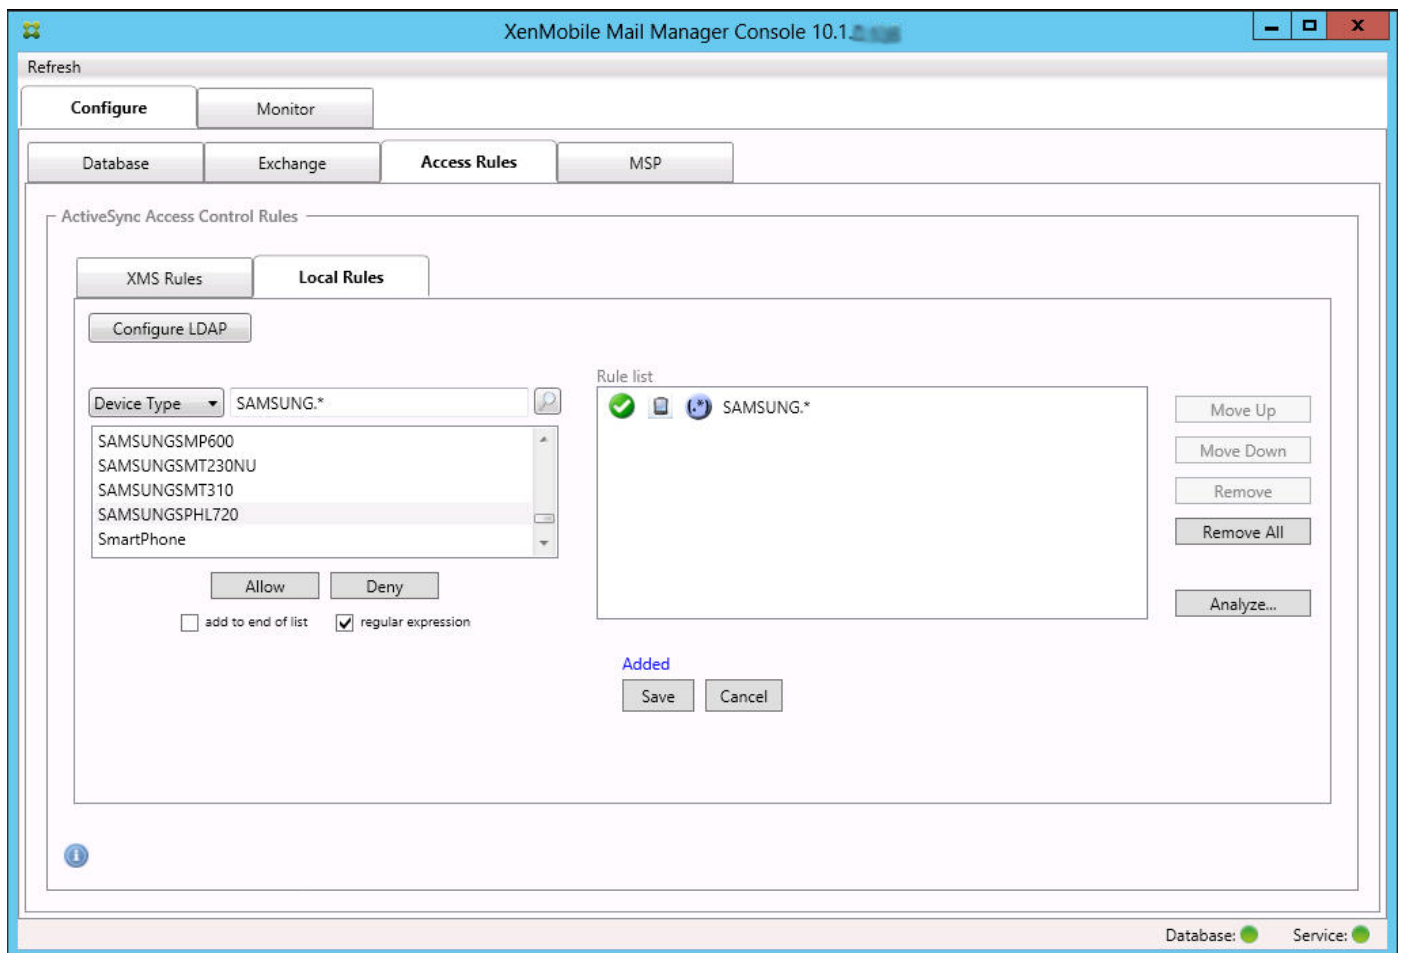 XenMobile Mail Manager Console 10.1.
Refresh
Configure Monitor
Database Exchange Access Rules MSP
ActiveSync Access Control Rules
XMS Rules Local Rules
Configure LDAP
Rule list
Device Type SAMSUNG.*
(.*) SAMSUNG.*
Move Up
SAMSUNGSMP600
SAMSUNGSMT230NU
Move Down
SAMSUNGSMT310
Remove
SAMSUNGSPHL720
SmartPhone
Remove All
Allow Deny
Analyze...
add to end of list regular expression
Added
Save Cancel
Database: Service: